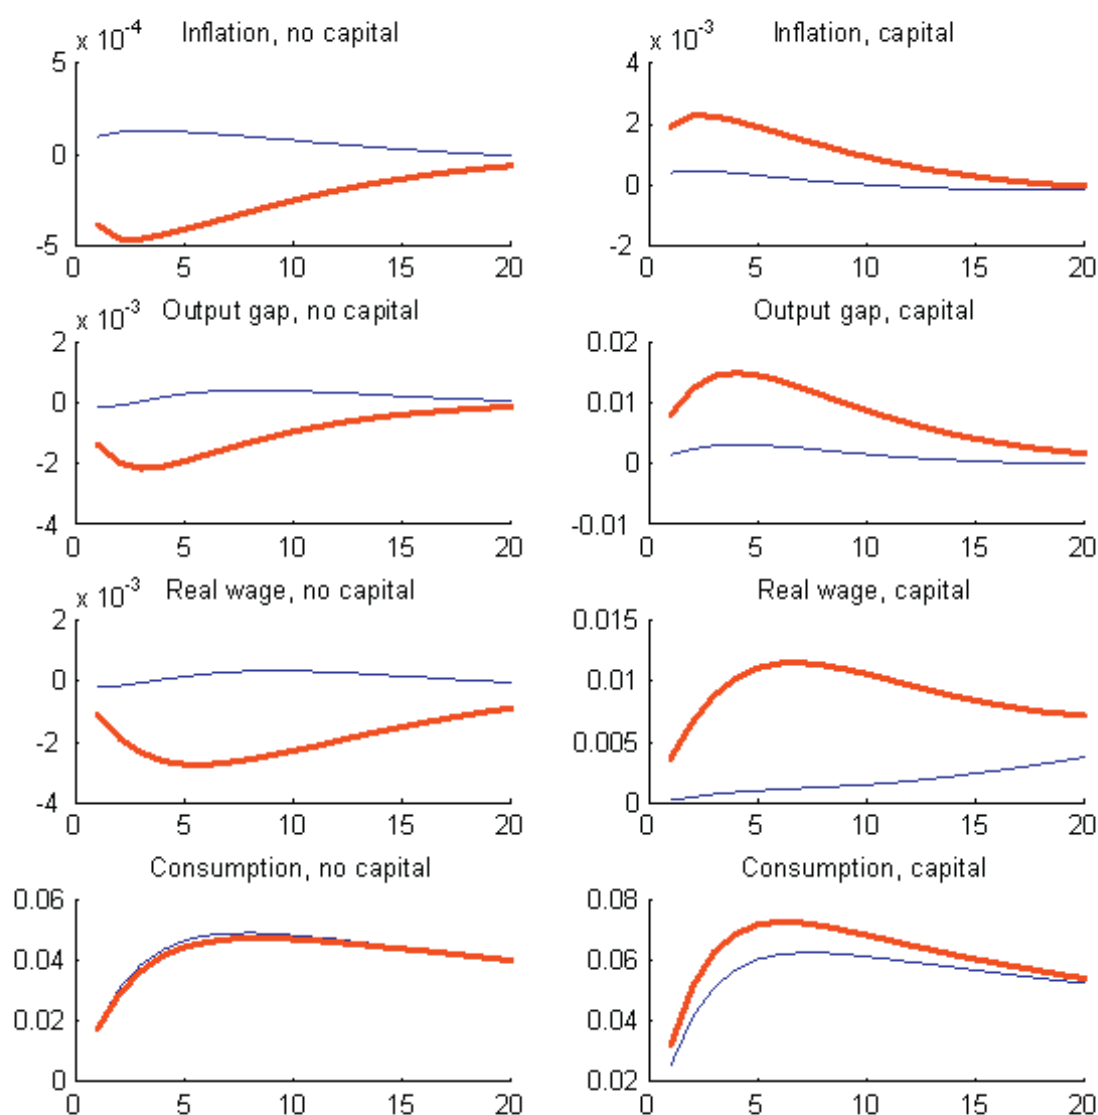 Inflation, no capital
x 10-4
5
0
-5
0 5 10 15 20
Inflation, capital
x 10-3
4
2
0
-2
0 5 10 15 20
Output gap, no capital
x 10-3
2
0
-2
-4
0 5 10 15 20
Output gap, capital
0.02
0.01
0
-0.01
0 5 10 15 20
Real wage, no capital
x 10-3
2
0
-2
-4
0 5 10 15 20
Real wage, capital
0.015
0.01
0.005
0
0 5 10 15 20
Consumption, no capital
0.06
0.04
0.02
0
0 5 10 15 20
Consumption, capital
0.08
0.06
0.04
0.02
0 5 10 15 20